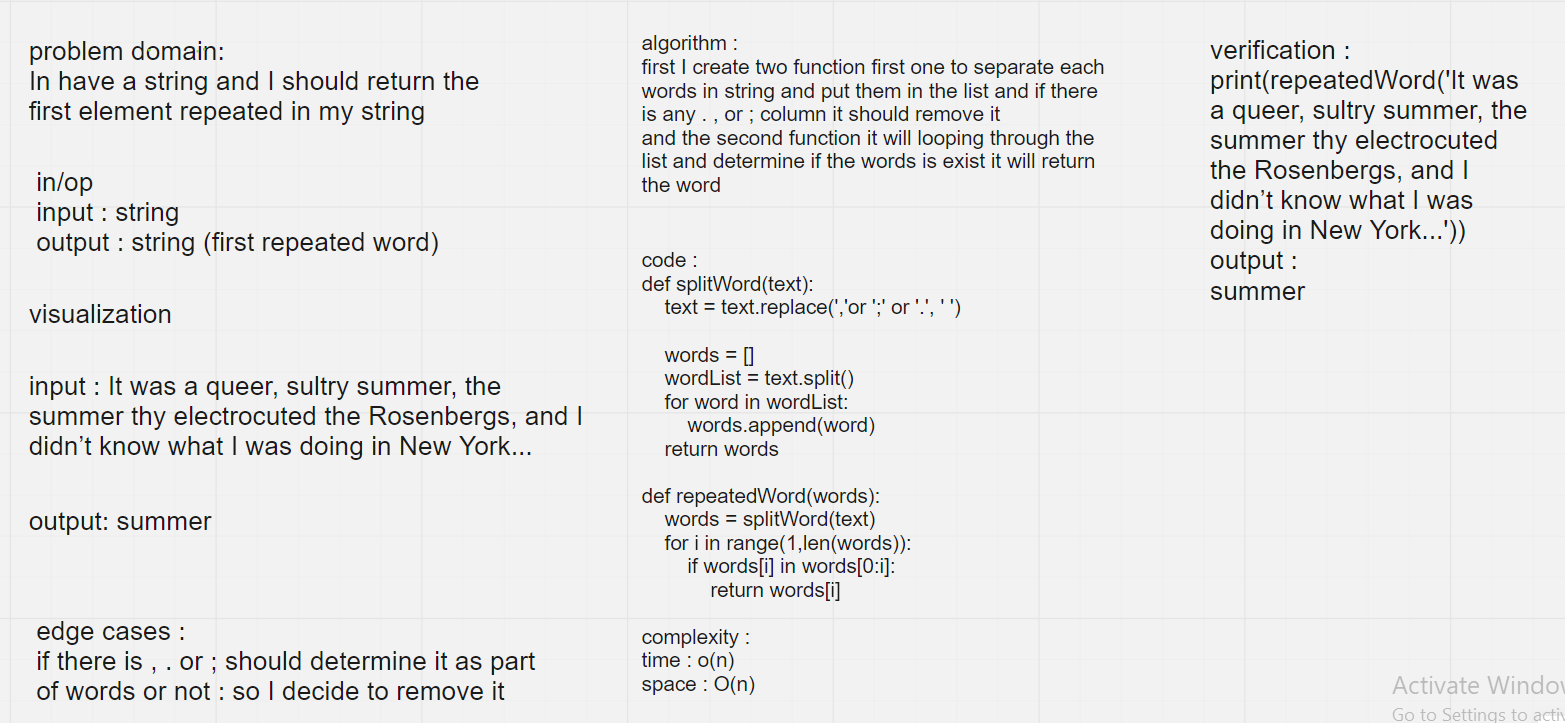 problem domain:
In have a string and I should return the
first element repeated in my string
in/op
input : string
output : string (first repeated word)
visualization
input : It was a queer, sultry summer, the
summer thy electrocuted the Rosenbergs, and I
didn’t know what I was doing in New York...
output: summer
edge cases :
if there is , . or ; should determine it as part
of words or not : so I decide to remove it
algorithm :
first I create two function first one to separate each
words in string and put them in the list and if there
is any . , or ; column it should remove it
and the second function it will looping through the
list and determine if the words is exist it will return
the word
code :
def splitWord(text):
    text = text.replace(','or ';' or '.', ' ')
    words = []
    wordList = text.split()
    for word in wordList:
        words.append(word)
    return words
def repeatedWord(words):
    words = splitWord(text)
    for i in range(1,len(words)):
        if words[i] in words[0:i]:
            return words[i]
complexity :
time : o(n)
space : O(n)
verification :
print(repeatedWord('It was
a queer, sultry summer, the
summer thy electrocuted
the Rosenbergs, and I
didn’t know what I was
doing in New York...'))
output :
summer
Activate Windo
Go to Settings to acti